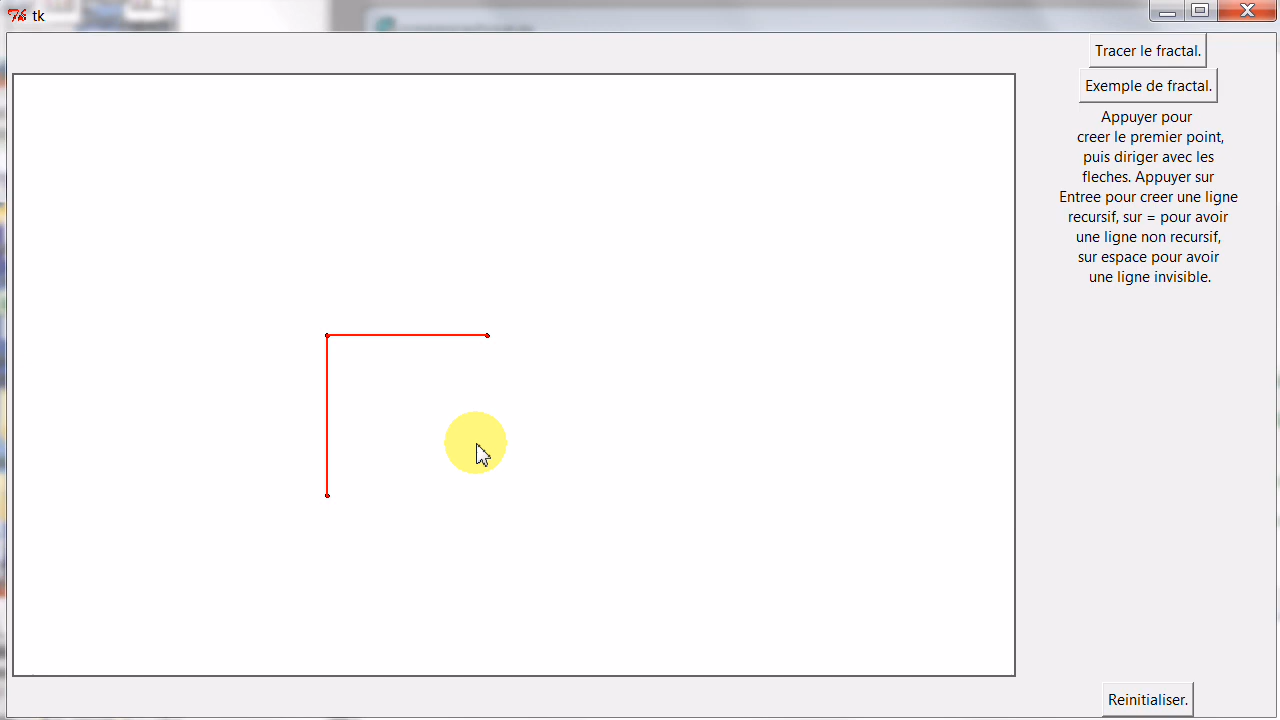 tk
Tracer le fractal.
Exemple de fractal.
Appuyer pour
creer le premier point,
puis diriger avec les
fleches. Appuyer sur
Entree pour creer une ligne
recursif, sur = pour avoir
une ligne non recursif,
sur espace pour avoir
une ligne invisible.
Reinitialiser.